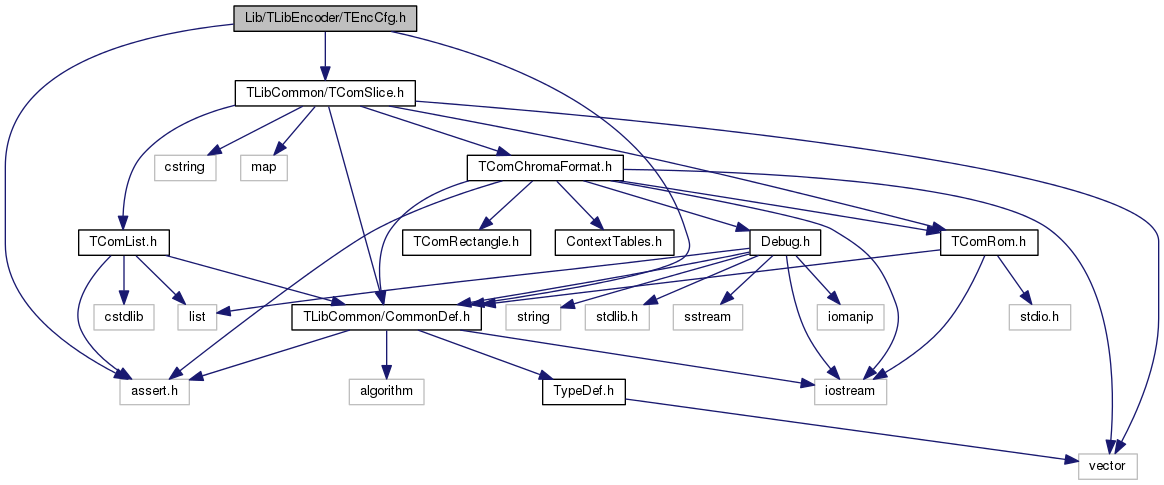 Lib/TLibEncoder/TEncCfg.h
TLibCommon/TComSlice.h
cstring
map
TComChromaFormat.h
TComList.h
TComRectangle.h
ContextTables.h
Debug.h
TComRom.h
cstdlib
list
TLibCommon/CommonDef.h
string
stdlib.h
sstream
iomanip
stdio.h
assert.h
algorithm
TypeDef.h
iostream
vector